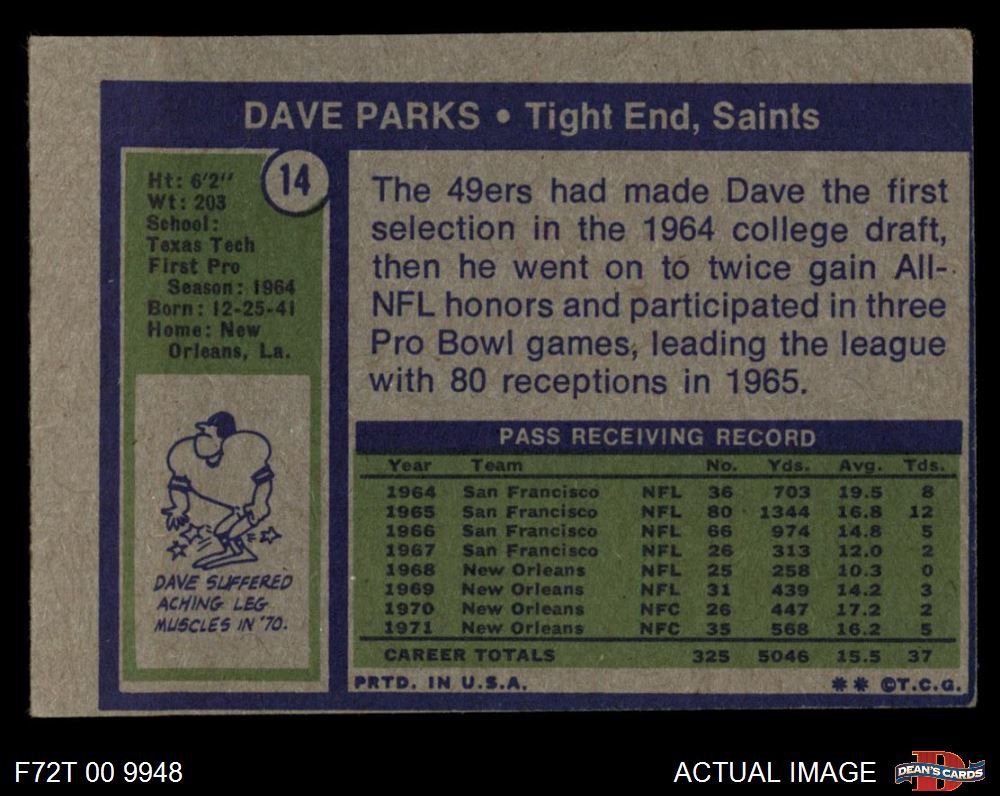 DAVE PARKS • Tight End, Saints
14
Ht: 6'2"
Wt: 203
School:
Texas Tech
First Pro
Season: 1964
Born: 12-25-41
Home: New
Orleans, La.
DAVE SUFFERED
ACHING LEG
MUSCLES IN '70.
The 49ers had made Dave the first
selection in the 1964 college draft,
then he went on to twice gain All-
NFL honors and participated in three
Pro Bowl games, leading the league
with 80 receptions in 1965.
PASS RECEIVING RECORD
Year Team No. Yds. Avg. Tds.
1964 San Francisco NFL 36 703 19.5 8
1965 San Francisco NFL 80 1344 16.8 12
1966 San Francisco NFL 66 974 14.8 5
1967 San Francisco NFL 26 313 12.0 2
1968 New Orleans NFL 25 258 10.3 0
1969 New Orleans NFL 31 439 14.2 3
1970 New Orleans NFC 26 447 17.2 2
1971 New Orleans NFC 35 568 16.2 5
CAREER TOTALS 325 5046 15.5 37
PRTD. IN U.S.A. ** ©T.C.G.
F72T 00 9948
ACTUAL IMAGE
D
DEAN'S CARDS